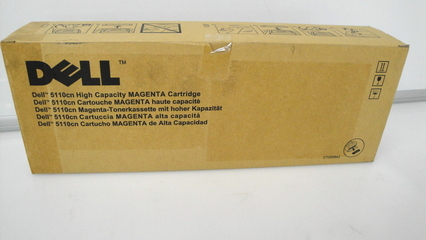 DELL™
Dell™ 5110cn High Capacity MAGENTA Cartridge
Dell™ 5110cn Cartouche MAGENTA haute capacité
Dell™ 5110cn Magenta-Tonerkassette mit hoher Kapazität
Dell™ 5110cn Cartuccia MAGENTA alta capacità
Dell™ 5110cn Cartucho MAGENTA de Alta Capacidad